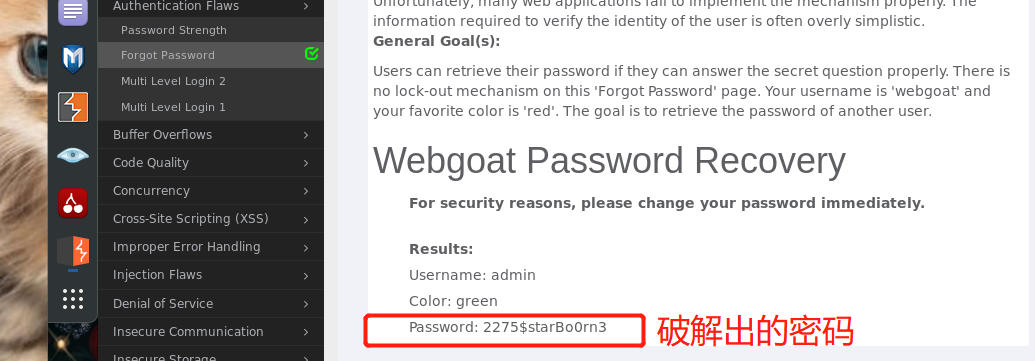 Authentication Flaws
Password Strength
Forgot Password
Multi Level Login 2
Multi Level Login 1
Buffer Overflows
Code Quality
Concurrency
Cross-Site Scripting (XSS)
Improper Error Handling
Injection Flaws
Denial of Service
Insecure Communication
Insecure Storage
Unfortunately, many web applications fail to implement the mechanism properly. The
information required to verify the identity of the user is often overly simplistic.
General Goal(s):
Users can retrieve their password if they can answer the secret question properly. There is
no lock-out mechanism on this 'Forgot Password' page. Your username is 'webgoat' and
your favorite color is 'red'. The goal is to retrieve the password of another user.
Webgoat Password Recovery
For security reasons, please change your password immediately.
Results:
Username: admin
Color: green
Password: 2275$starBo0rn3 破解出的密码